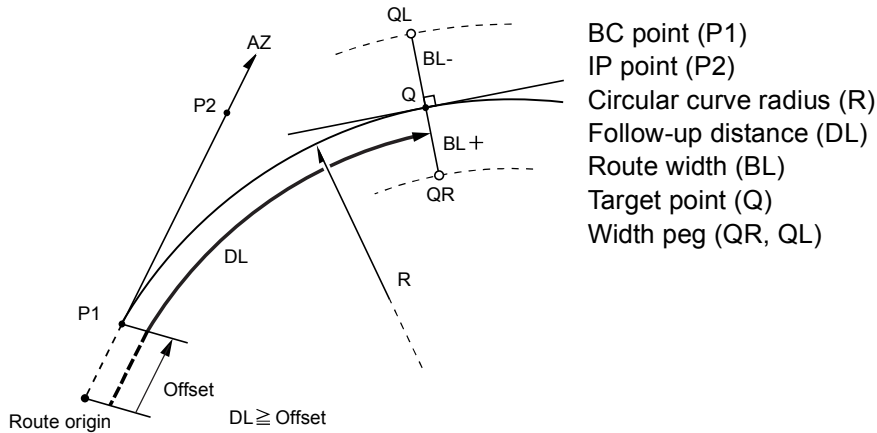 QL
AZ
BL-
P2
Q
BL+
QR
DL
R
P1
Offset
Route origin
DL≧Offset
BC point (P1)
IP point (P2)
Circular curve radius (R)
Follow-up distance (DL)
Route width (BL)
Target point (Q)
Width peg (QR, QL)